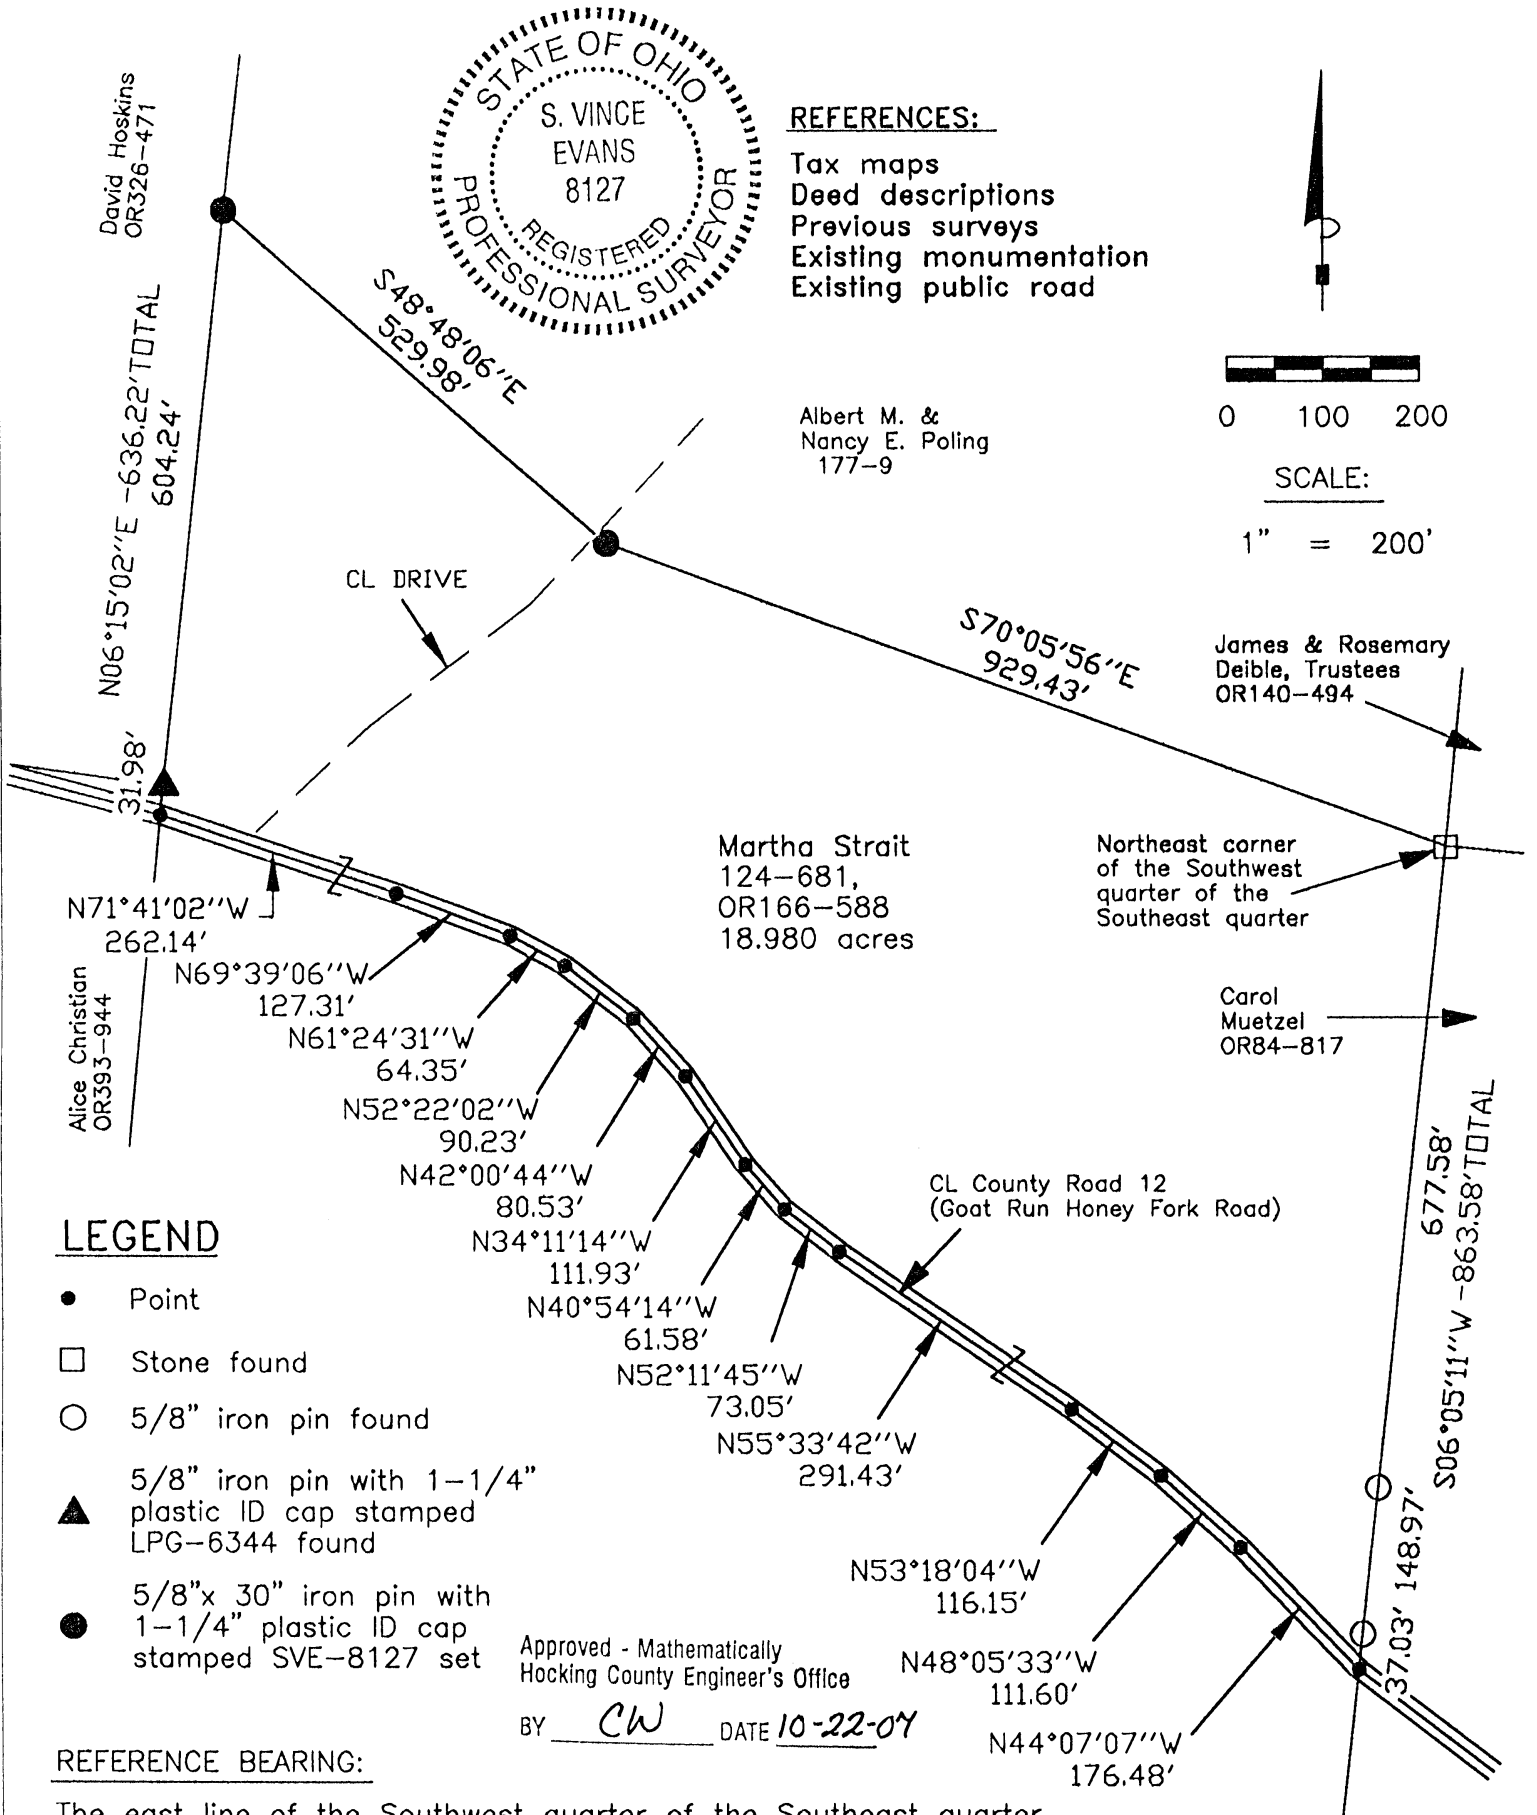 STATE OF OHIO
S. VINCE
EVANS
8127
REGISTERED
PROFESSIONAL SURVEYOR
REFERENCES:
Tax maps
Deed descriptions
Previous surveys
Existing monumentation
Existing public road
0 100 200
SCALE:
1" = 200'
David Hoskins
OR326-471
N06°15'02"E -636.22'TOTAL
604.24'
31.98'
S48°48'06"E
529.98'
Albert M. &
Nancy E. Poling
177-9
CL DRIVE
S70°05'56"E
929.43'
James & Rosemary
Deible, Trustees
OR140-494
Northeast corner
of the Southwest
quarter of the
Southeast quarter
Martha Strait
124-681,
OR166-588
18.980 acres
Carol
Muetzel
OR84-817
677.58'
S06°05'11"W -863.58'TOTAL
148.97'
37.03'
Alice Christian
OR393-944
N71°41'02"W
262.14'
N69°39'06"W
127.31'
N61°24'31"W
64.35'
N52°22'02"W
90.23'
N42°00'44"W
80.53'
N34°11'14"W
111.93'
N40°54'14"W
61.58'
N52°11'45"W
73.05'
N55°33'42"W
291.43'
N53°18'04"W
116.15'
N48°05'33"W
111.60'
N44°07'07"W
176.48'
CL County Road 12
(Goat Run Honey Fork Road)
LEGEND
Point
Stone found
5/8" iron pin found
5/8" iron pin with 1-1/4"
plastic ID cap stamped
LPG-6344 found
5/8"x 30" iron pin with
1-1/4" plastic ID cap
stamped SVE-8127 set
Approved - Mathematically
Hocking County Engineer's Office
BY CW DATE 10-22-07
REFERENCE BEARING:
The east line of the Southwest quarter of the Southeast quarter